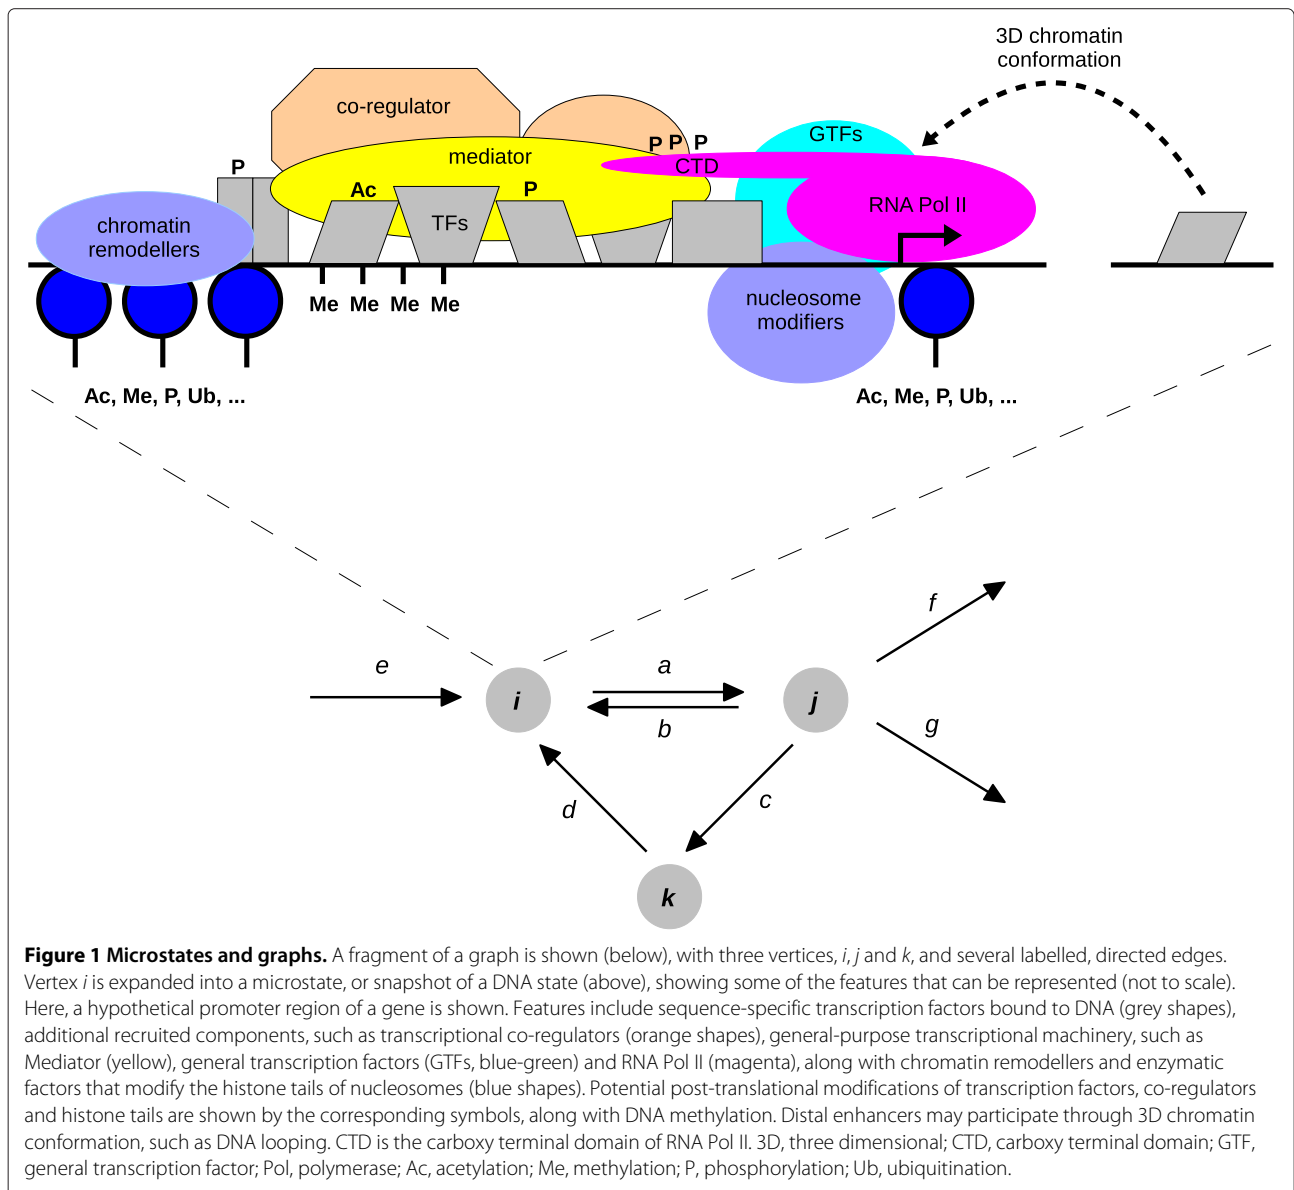 3D chromatin
conformation
co-regulator
GTFs
P P P
mediator
CTD
P
Ac
P
RNA Pol II
chromatin
remodellers
TFs
Me Me Me Me
nucleosome
modifiers
Ac, Me, P, Ub, ...
Ac, Me, P, Ub, ...
f
e
a
i
j
b
g
c
d
k
Figure 1 Microstates and graphs. A fragment of a graph is shown (below), with three vertices, i, j and k, and several labelled, directed edges.
Vertex i is expanded into a microstate, or snapshot of a DNA state (above), showing some of the features that can be represented (not to scale).
Here, a hypothetical promoter region of a gene is shown. Features include sequence-specific transcription factors bound to DNA (grey shapes),
additional recruited components, such as transcriptional co-regulators (orange shapes), general-purpose transcriptional machinery, such as
Mediator (yellow), general transcription factors (GTFs, blue-green) and RNA Pol II (magenta), along with chromatin remodellers and enzymatic
factors that modify the histone tails of nucleosomes (blue shapes). Potential post-translational modifications of transcription factors, co-regulators
and histone tails are shown by the corresponding symbols, along with DNA methylation. Distal enhancers may participate through 3D chromatin
conformation, such as DNA looping. CTD is the carboxy terminal domain of RNA Pol II. 3D, three dimensional; CTD, carboxy terminal domain; GTF,
general transcription factor; Pol, polymerase; Ac, acetylation; Me, methylation; P, phosphorylation; Ub, ubiquitination.